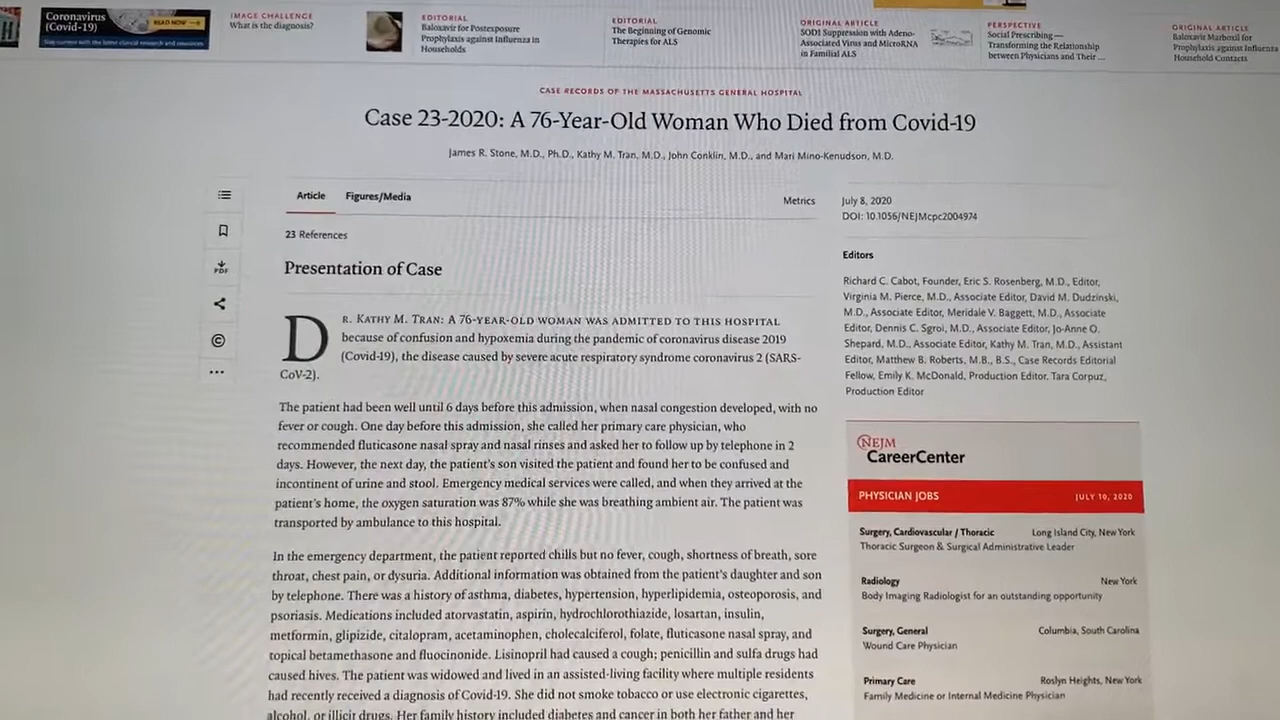 Coronavirus
(Covid-19)
READ NOW
Stay current with the latest clinical research and resources
IMAGE CHALLENGE
What is the diagnosis?
EDITORIAL
Baloxavir for Postexposure
Prophylaxis against Influenza in
Households
EDITORIAL
The Beginning of Genomic
Therapies for ALS
ORIGINAL ARTICLE
SOD1 Suppression with Adeno-
Associated Virus and MicroRNA
in Familial ALS
PERSPECTIVE
Social Prescribing —
Transforming the Relationship
between Physicians and Their ...
ORIGINAL ARTICLE
Baloxavir Marboxil for
Prophylaxis against Influenza
Household Contacts
CASE RECORDS OF THE MASSACHUSETTS GENERAL HOSPITAL
Case 23-2020: A 76-Year-Old Woman Who Died from Covid-19
James R. Stone, M.D., Ph.D., Kathy M. Tran, M.D., John Conklin, M.D., and Mari Mino-Kenudson, M.D.
Article Figures/Media Metrics
23 References
PDF
Presentation of Case
DR. KATHY M. TRAN: A 76-YEAR-OLD WOMAN WAS ADMITTED TO THIS HOSPITAL
because of confusion and hypoxemia during the pandemic of coronavirus disease 2019
(Covid-19), the disease caused by severe acute respiratory syndrome coronavirus 2 (SARS-
CoV-2).
The patient had been well until 6 days before this admission, when nasal congestion developed, with no
fever or cough. One day before this admission, she called her primary care physician, who
recommended fluticasone nasal spray and nasal rinses and asked her to follow up by telephone in 2
days. However, the next day, the patient's son visited the patient and found her to be confused and
incontinent of urine and stool. Emergency medical services were called, and when they arrived at the
patient's home, the oxygen saturation was 87% while she was breathing ambient air. The patient was
transported by ambulance to this hospital.
In the emergency department, the patient reported chills but no fever, cough, shortness of breath, sore
throat, chest pain, or dysuria. Additional information was obtained from the patient's daughter and son
by telephone. There was a history of asthma, diabetes, hypertension, hyperlipidemia, osteoporosis, and
psoriasis. Medications included atorvastatin, aspirin, hydrochlorothiazide, losartan, insulin,
metformin, glipizide, citalopram, acetaminophen, cholecalciferol, folate, fluticasone nasal spray, and
topical betamethasone and fluocinonide. Lisinopril had caused a cough; penicillin and sulfa drugs had
caused hives. The patient was widowed and lived in an assisted-living facility where multiple residents
had recently received a diagnosis of Covid-19. She did not smoke tobacco or use electronic cigarettes,
alcohol, or illicit drugs. Her family history included diabetes and cancer in both her father and her
July 8, 2020
DOI: 10.1056/NEJMcpc2004974
Editors
Richard C. Cabot, Founder, Eric S. Rosenberg, M.D., Editor,
Virginia M. Pierce, M.D., Associate Editor, David M. Dudzinski,
M.D., Associate Editor, Meridale V. Baggett, M.D., Associate
Editor, Dennis C. Sgroi, M.D., Associate Editor, Jo-Anne O.
Shepard, M.D., Associate Editor, Kathy M. Tran, M.D., Assistant
Editor, Matthew B. Roberts, M.B., B.S., Case Records Editorial
Fellow, Emily K. McDonald, Production Editor. Tara Corpuz,
Production Editor
NEJM
CareerCenter
PHYSICIAN JOBS JULY 10, 2020
Surgery, Cardiovascular / Thoracic Long Island City, New York
Thoracic Surgeon & Surgical Administrative Leader
Radiology New York
Body Imaging Radiologist for an outstanding opportunity
Surgery, General Columbia, South Carolina
Wound Care Physician
Primary Care Roslyn Heights, New York
Family Medicine or Internal Medicine Physician